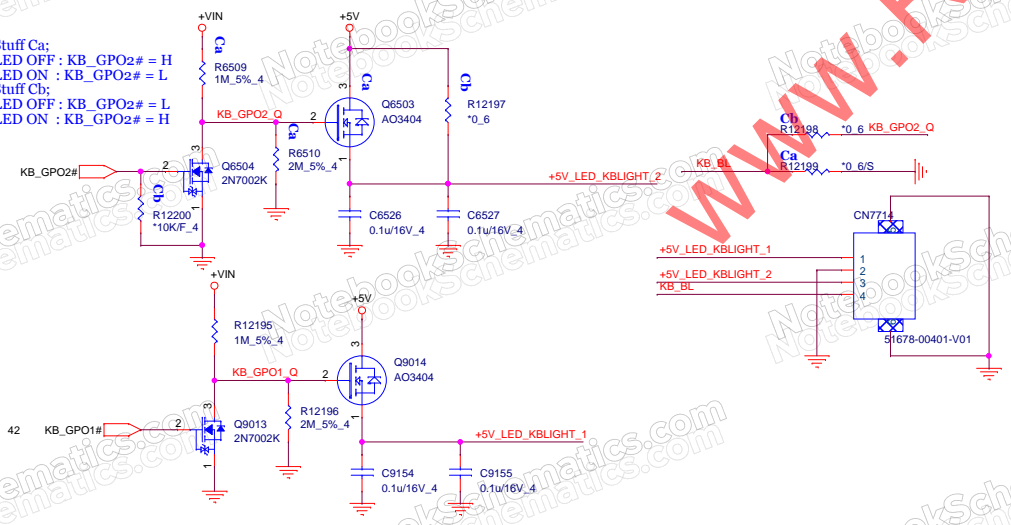 Stuff Ca;
LED OFF : KB_GPO2# = H
LED ON : KB_GPO2# = L
Stuff Cb;
LED OFF : KB_GPO2# = L
LED ON : KB_GPO2# = H
+VIN
Ca
R6509
1M_5%_4
KB_GPO2_Q
+5V
3
Ca
2
Q6503
AO3404
1
Cb
R12197
*0_6
KB_GPO2#
2
3
Q6504
2N7002K
1
Ca
R6510
2M_5%_4
Cb
R12200
*10K/F_4
+5V_LED_KBLIGHT_2
C6526
0.1u/16V_4
C6527
0.1u/16V_4
KB_BL
Cb
R12198
*0_6
KB_GPO2_Q
Ca
R12199
*0_6/S
CN7714
+5V_LED_KBLIGHT_1
+5V_LED_KBLIGHT_2
KB_BL
1
2
3
4
51678-00401-V01
+VIN
R12195
1M_5%_4
KB_GPO1_Q
+5V
3
2
Q9014
AO3404
1
42
KB_GPO1#
2
3
Q9013
2N7002K
1
R12196
2M_5%_4
+5V_LED_KBLIGHT_1
C9154
0.1u/16V_4
C9155
0.1u/16V_4
NotebookSchematics.com
www.